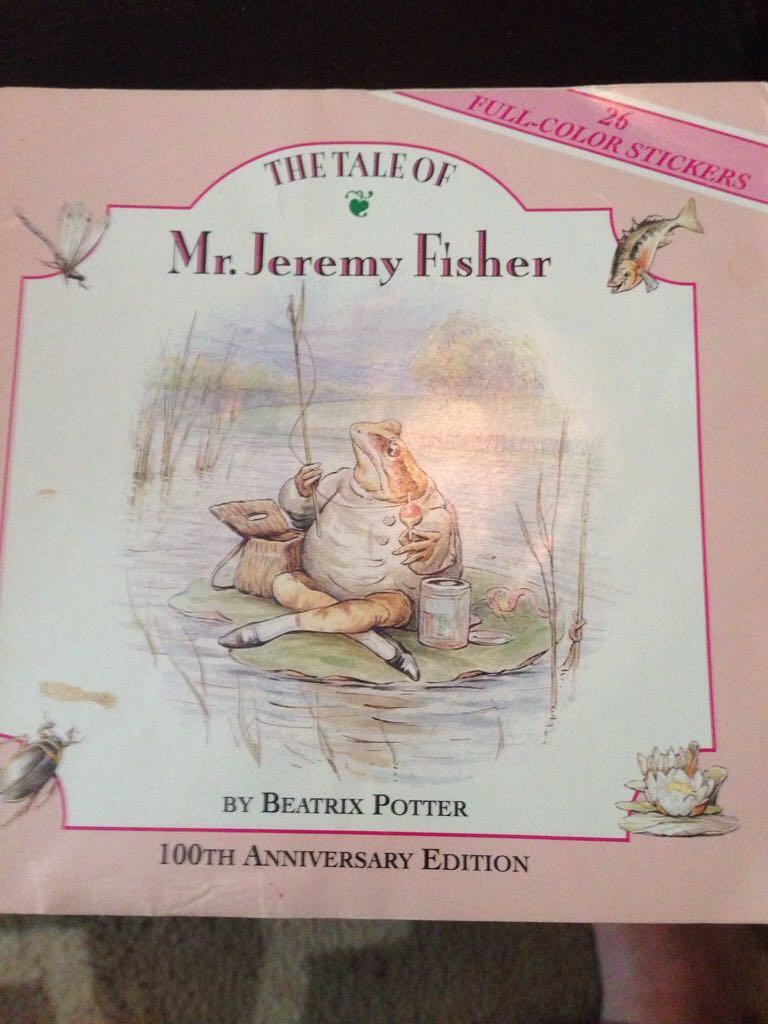 26
FULL-COLOR STICKERS
THE TALE OF
Mr. Jeremy Fisher
BY BEATRIX POTTER
100TH ANNIVERSARY EDITION